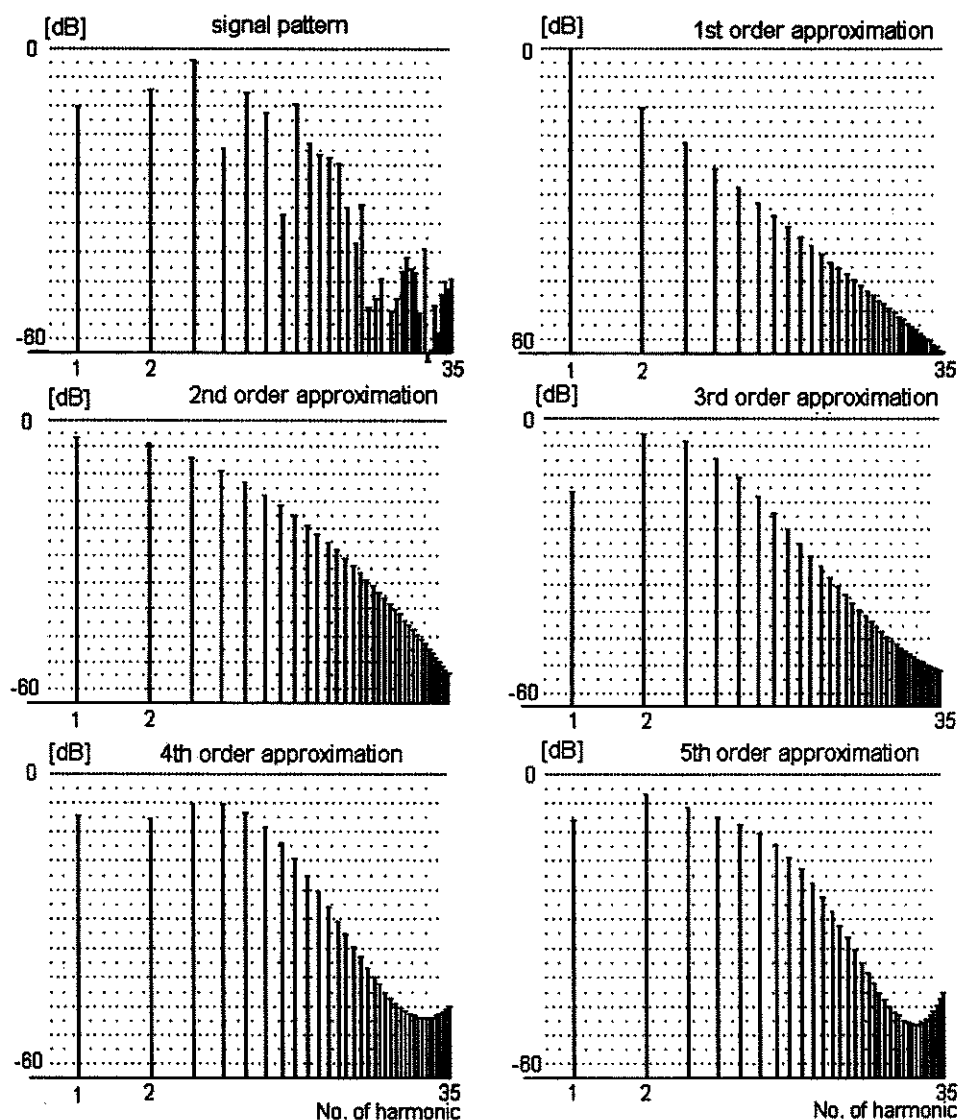 [dB] signal pattern
0
-60
1 2 35
[dB] 1st order approximation
0
60
1 2 35
[dB] 2nd order approximation
0
-60
1 2 35
[dB] 3rd order approximation
0
-60
1 2 35
[dB] 4th order approximation
0
-60
1 2 35
No. of harmonic
[dB] 5th order approximation
0
-60
1 2 35
No. of harmonic